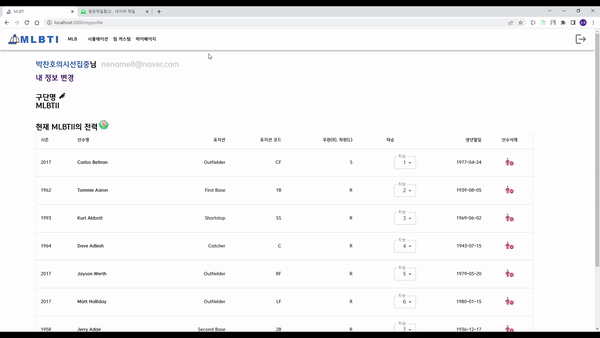 MLBTI
받은메일함 (1) : 네이버 메일
localhost:3000/myprofile
MLBTI MLB 시뮬레이션 팀 커스텀 마이페이지
박찬호의시선집중님 nename8@naver.com
내 정보 변경
구단명
MLBTII
현재 MLBTII의 전력
시즌 선수명 포지션 포지션 코드 우완(R), 좌완(L) 타순 생년월일 선수삭제
2017 Carlos Beltran Outfielder CF S 타순 1 1977-04-24
1962 Tommie Aaron First Base 1B R 타순 2 1939-08-05
1993 Kurt Abbott Shortstop SS R 타순 3 1969-06-02
1964 Dave Adlesh Catcher C R 타순 4 1943-07-15
2017 Jayson Werth Outfielder RF R 타순 5 1979-05-20
2017 Matt Holliday Outfielder LF R 타순 6 1980-01-15
1958 Jerry Adair Second Base 2B R 타순 7 1936-12-17